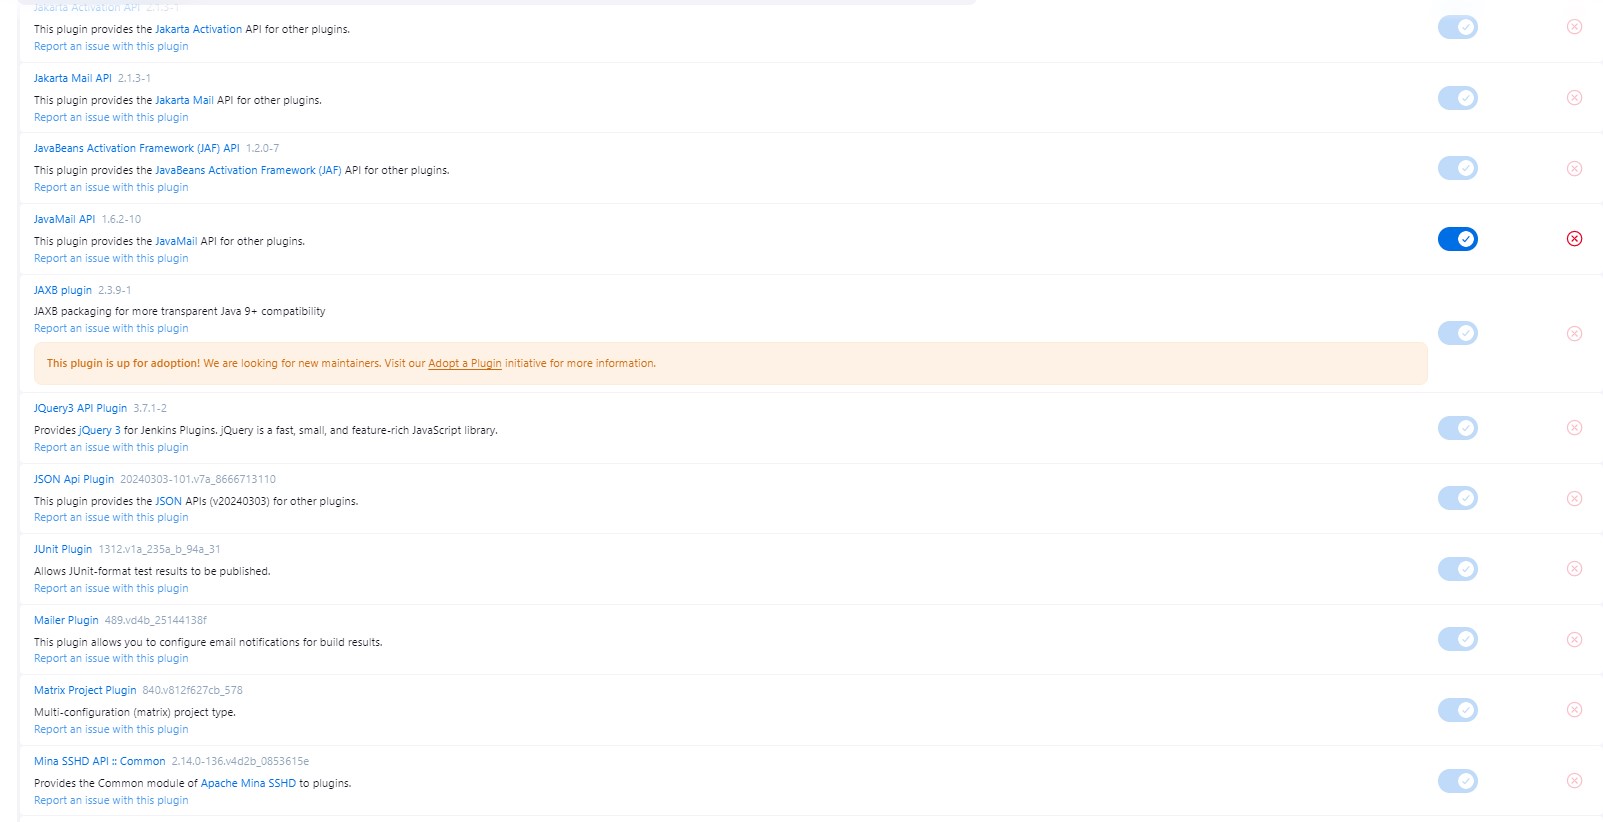 Jakarta Activation API 2.1.3-1
This plugin provides the Jakarta Activation API for other plugins.
Report an issue with this plugin
Jakarta Mail API 2.1.3-1
This plugin provides the Jakarta Mail API for other plugins.
Report an issue with this plugin
JavaBeans Activation Framework (JAF) API 1.2.0-7
This plugin provides the JavaBeans Activation Framework (JAF) API for other plugins.
Report an issue with this plugin
JavaMail API 1.6.2-10
This plugin provides the JavaMail API for other plugins.
Report an issue with this plugin
JAXB plugin 2.3.9-1
JAXB packaging for more transparent Java 9+ compatibility
Report an issue with this plugin
This plugin is up for adoption! We are looking for new maintainers. Visit our Adopt a Plugin initiative for more information.
JQuery3 API Plugin 3.7.1-2
Provides jQuery 3 for Jenkins Plugins. jQuery is a fast, small, and feature-rich JavaScript library.
Report an issue with this plugin
JSON Api Plugin 20240303-101.v7a_8666713110
This plugin provides the JSON APIs (v20240303) for other plugins.
Report an issue with this plugin
JUnit Plugin 1312.v1a_235a_b_94a_31
Allows JUnit-format test results to be published.
Report an issue with this plugin
Mailer Plugin 489.vd4b_25144138f
This plugin allows you to configure email notifications for build results.
Report an issue with this plugin
Matrix Project Plugin 840.v812f627cb_578
Multi-configuration (matrix) project type.
Report an issue with this plugin
Mina SSHD API :: Common 2.14.0-136.v4d2b_0853615e
Provides the Common module of Apache Mina SSHD to plugins.
Report an issue with this plugin